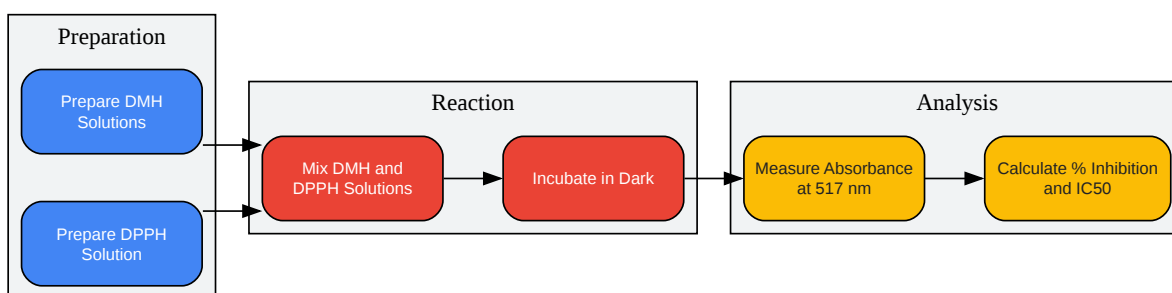 Preparation
Prepare DMH
Solutions
Prepare DPPH
Solution
Reaction
Mix DMH and
DPPH Solutions
Incubate in Dark
Analysis
Measure Absorbance
at 517 nm
Calculate % Inhibition
and IC50